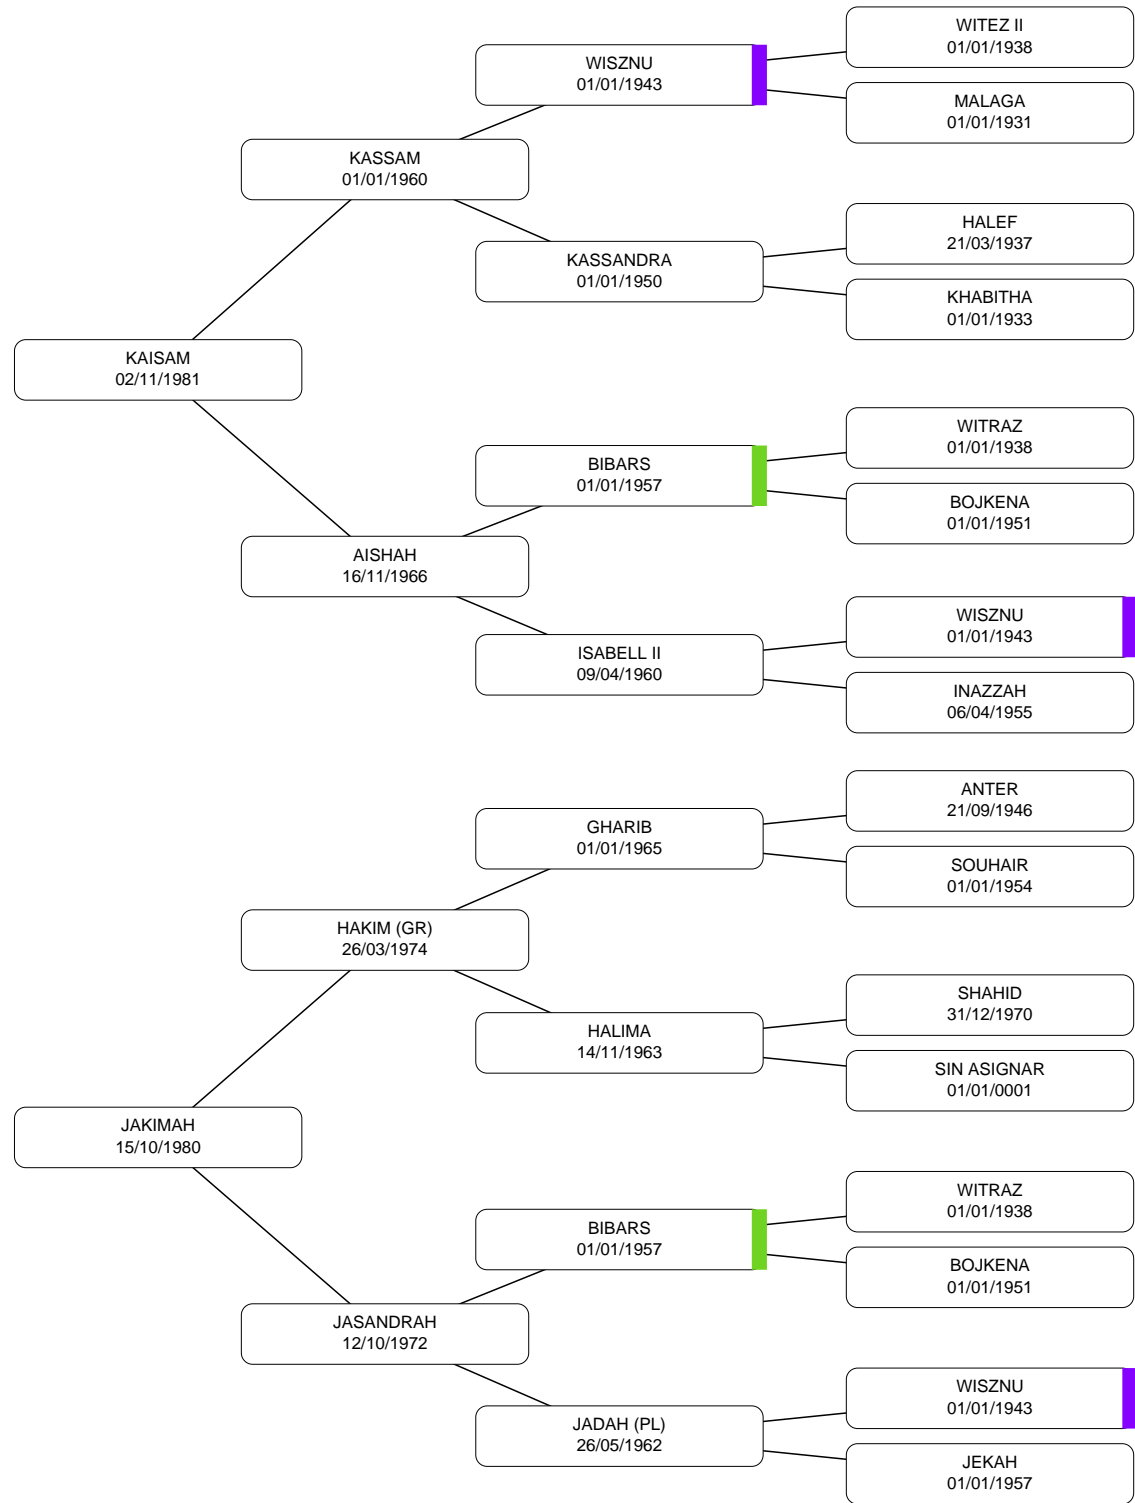 WITEZ II
01/01/1938
WISZNU
01/01/1943
MALAGA
01/01/1931
KASSAM
01/01/1960
HALEF
21/03/1937
KASSANDRA
01/01/1950
KHABITHA
01/01/1933
KAISAM
02/11/1981
WITRAZ
01/01/1938
BIBARS
01/01/1957
BOJKENA
01/01/1951
AISHAH
16/11/1966
WISZNU
01/01/1943
ISABELL II
09/04/1960
INAZZAH
06/04/1955
ANTER
21/09/1946
GHARIB
01/01/1965
SOUHAIR
01/01/1954
HAKIM (GR)
26/03/1974
SHAHID
31/12/1970
HALIMA
14/11/1963
SIN ASIGNAR
01/01/0001
JAKIMAH
15/10/1980
WITRAZ
01/01/1938
BIBARS
01/01/1957
BOJKENA
01/01/1951
JASANDRAH
12/10/1972
WISZNU
01/01/1943
JADAH (PL)
26/05/1962
JEKAH
01/01/1957